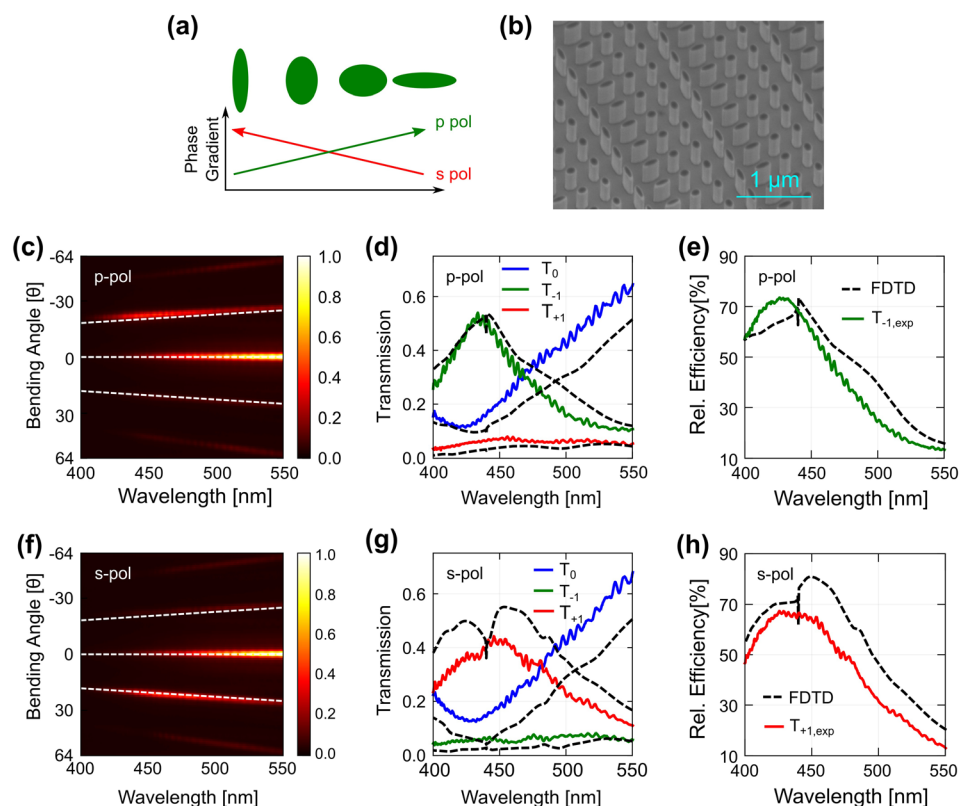 (a)
(b)
Phase
Gradient
p pol
s pol
1 µm
(c)
(d)
(e)
-64
-30
0
30
64
Bending Angle [θ]
p-pol
400 450 500 550
Wavelength [nm]
1.0
0.8
0.6
0.4
0.2
0.0
0.6
0.4
0.2
0.0
Transmission
p-pol
T0
T-1
T+1
400 450 500 550
Wavelength [nm]
90
70
50
30
10
Rel. Efficiency[%]
p-pol
FDTD
T-1,exp
400 450 500 550
Wavelength [nm]
(f)
(g)
(h)
-64
-30
0
30
64
Bending Angle [θ]
s-pol
400 450 500 550
Wavelength [nm]
1.0
0.8
0.6
0.4
0.2
0.0
0.6
0.4
0.2
0.0
Transmission
s-pol
T0
T-1
T+1
400 450 500 550
Wavelength [nm]
90
70
50
30
10
Rel. Efficiency[%]
s-pol
FDTD
T+1,exp
400 450 500 550
Wavelength [nm]